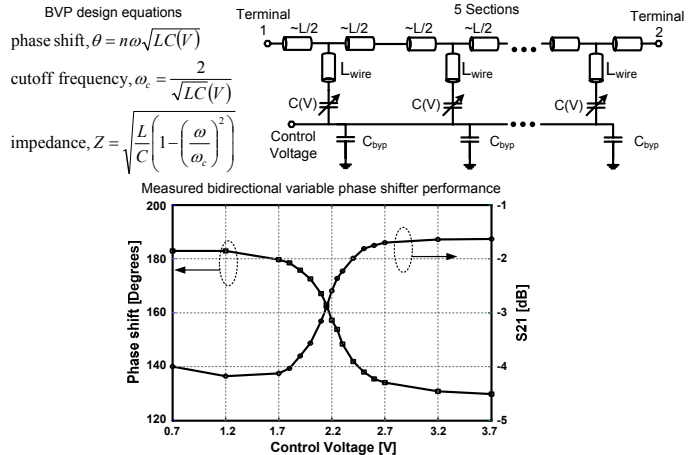 BVP design equations
phase shift, θ = nω√LC(V)
cutoff frequency, ω_c = 2 / √LC(V)
impedance, Z = √(L/C (1−(ω/ω_c)^2))
Terminal 1
~L/2 ~L/2 ~L/2 ~L/2
5 Sections
Terminal 2
L_wire L_wire L_wire
C(V) C(V) C(V)
Control Voltage
C_byp C_byp C_byp
Measured bidirectional variable phase shifter performance
Phase shift [Degrees]
200
180
160
140
120
-1
-2
-3
-4
-5
S21 [dB]
0.7 1.2 1.7 2.2 2.7 3.2 3.7
Control Voltage [V]